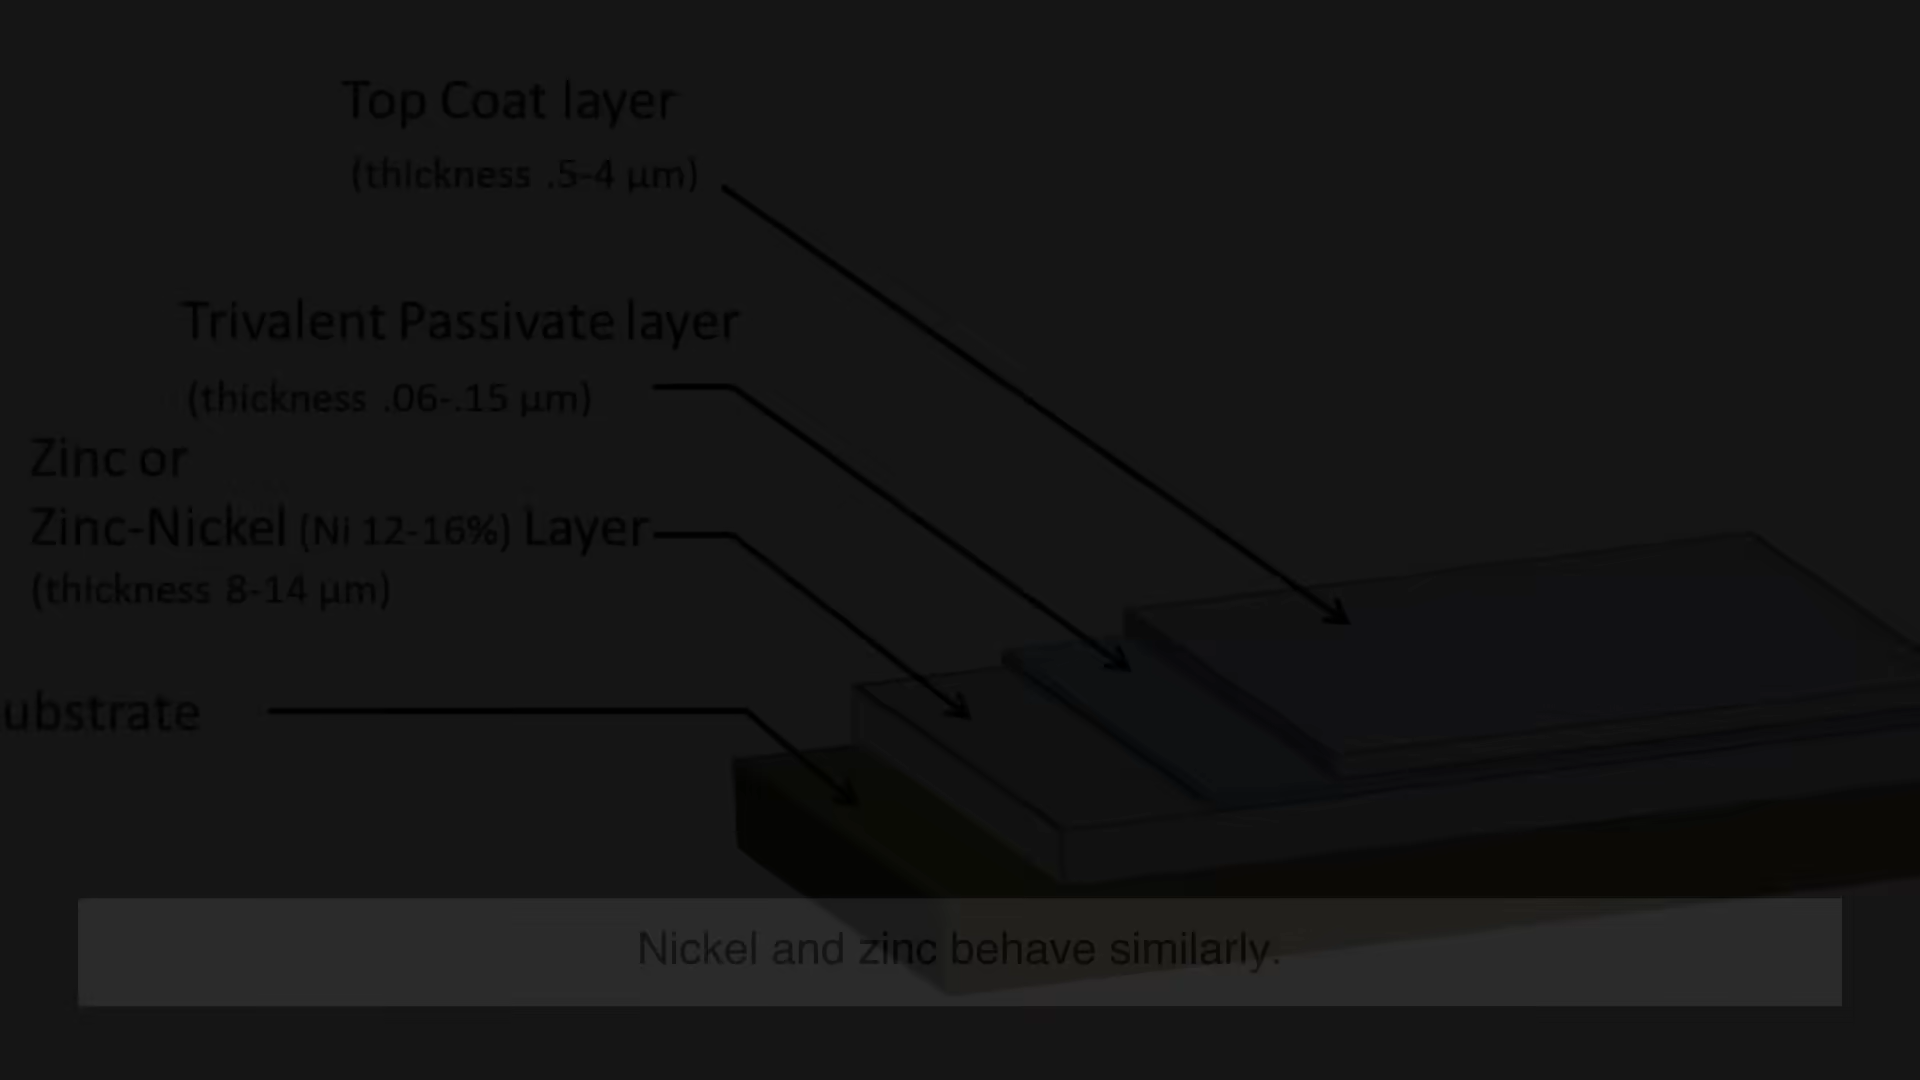 Top Coat layer
(thickness .5-4 µm)
Trivalent Passivate layer
(thickness .06-.15 µm)
Zinc or
Zinc-Nickel (Ni 12-16%) Layer
(thickness 8-14 µm)
ubstrate
Nickel and zinc behave similarly.